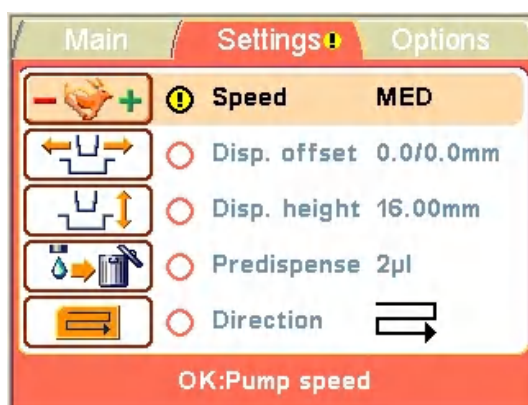 Main Settings Options
Speed MED
Disp. offset 0.0/0.0mm
Disp. height 16.00mm
Predispense 2µl
Direction
OK:Pump speed